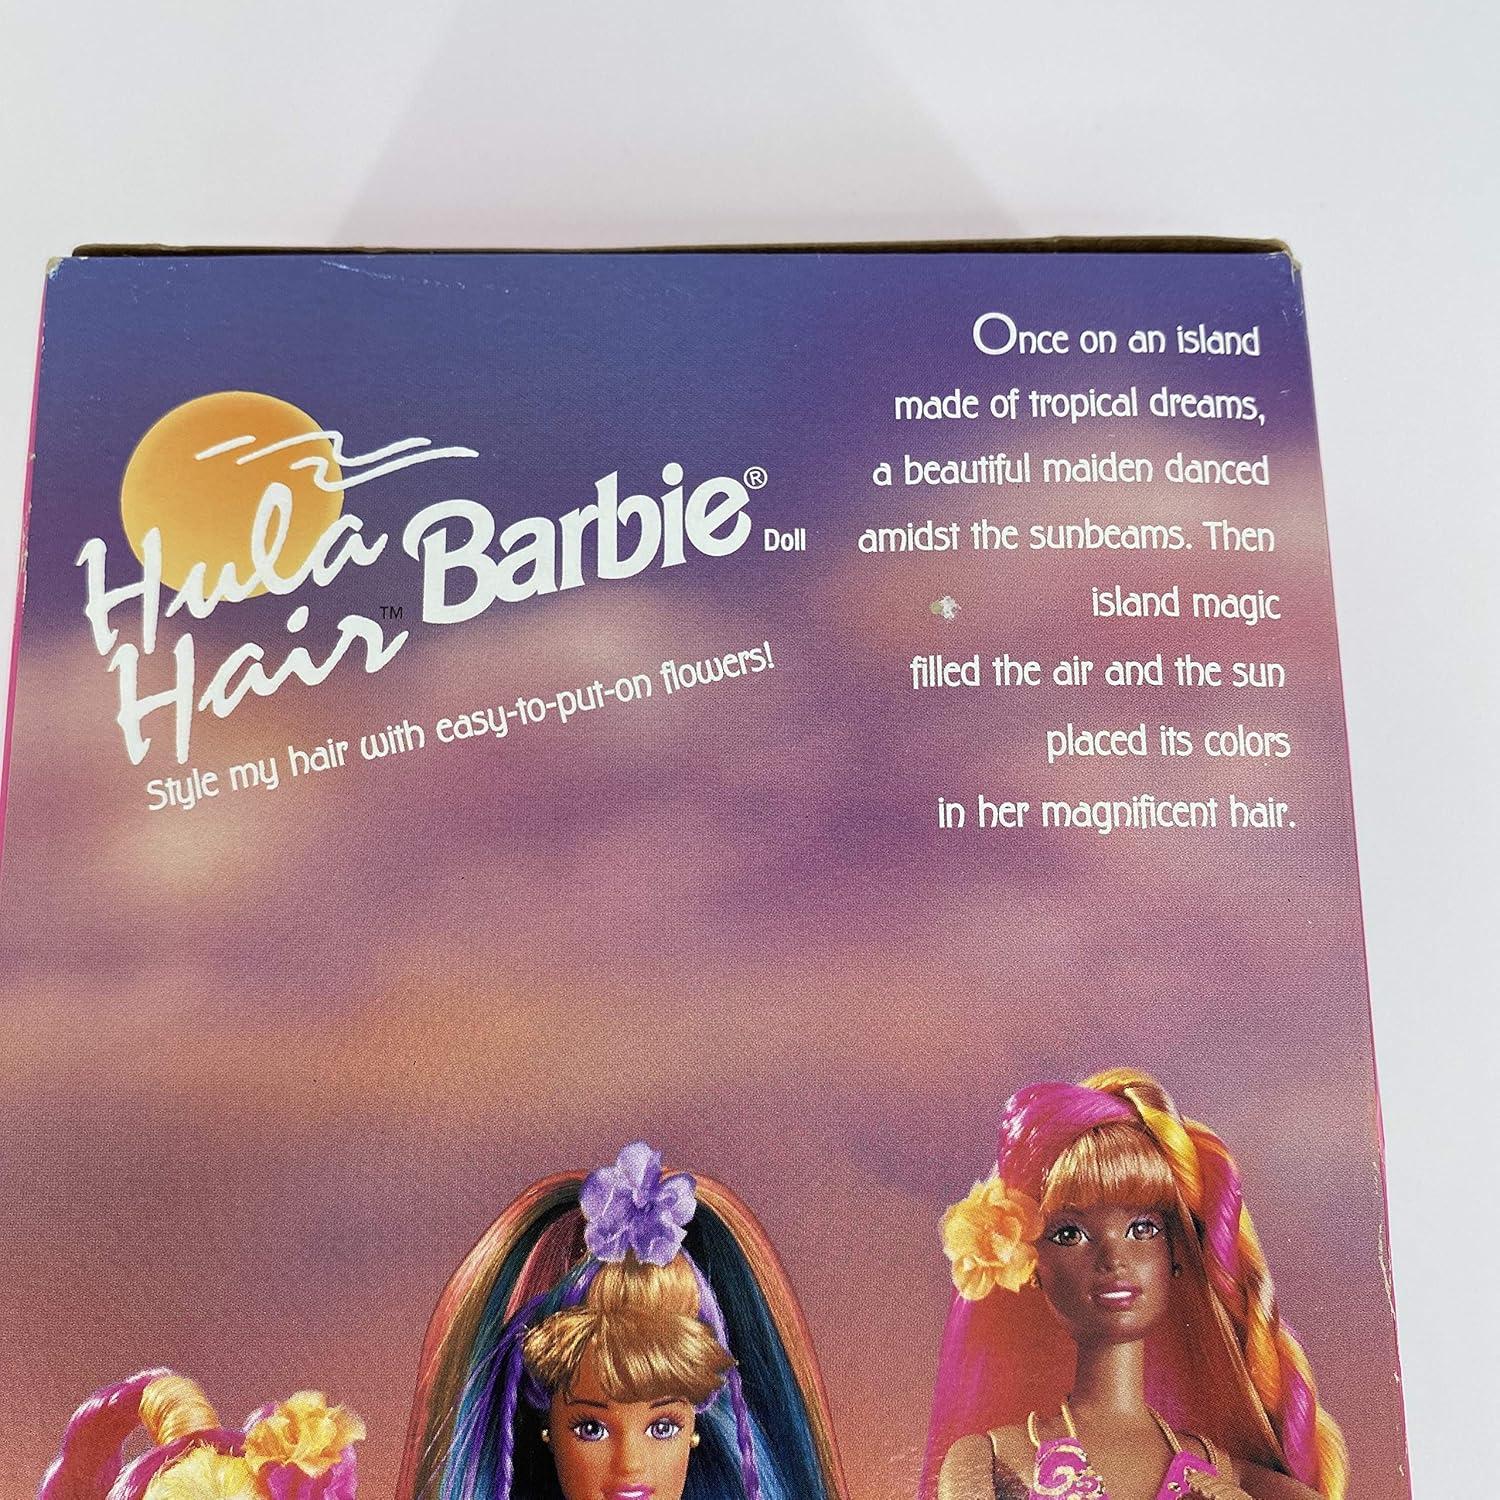 Hula
Hair™ Barbie® Doll
Style my hair with easy-to-put-on flowers!
Once on an island
made of tropical dreams,
a beautiful maiden danced
amidst the sunbeams. Then
island magic
filled the air and the sun
placed its colors
in her magnificent hair.